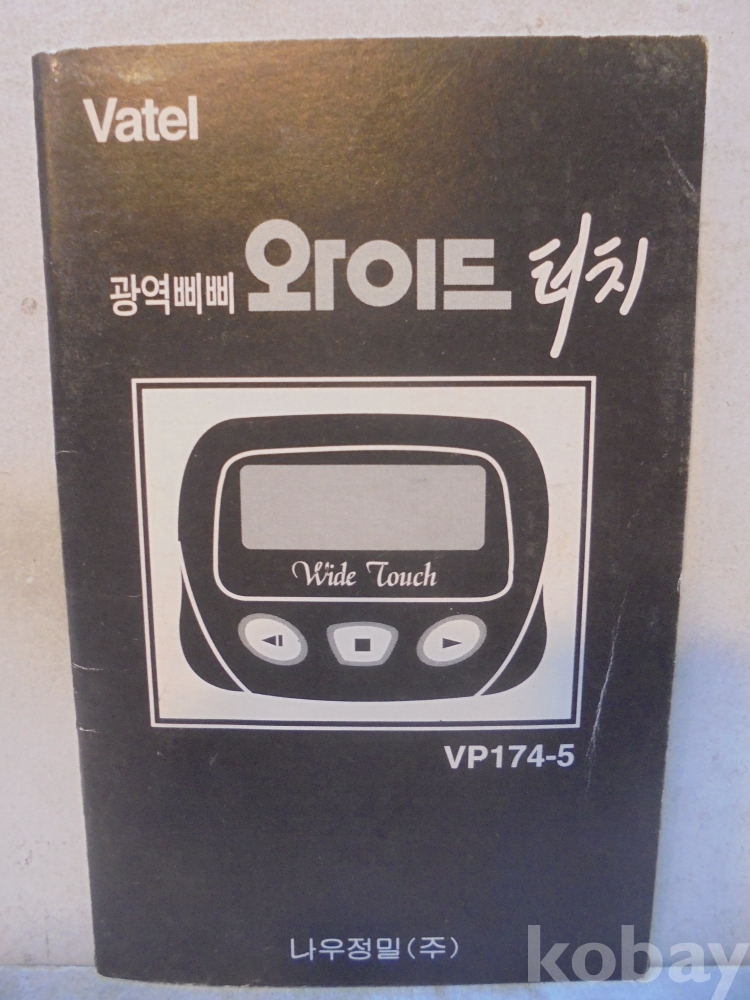 Vatel
광역삐삐 와이드 터치
Wide Touch
VP174-5
나우정밀(주)
kobay